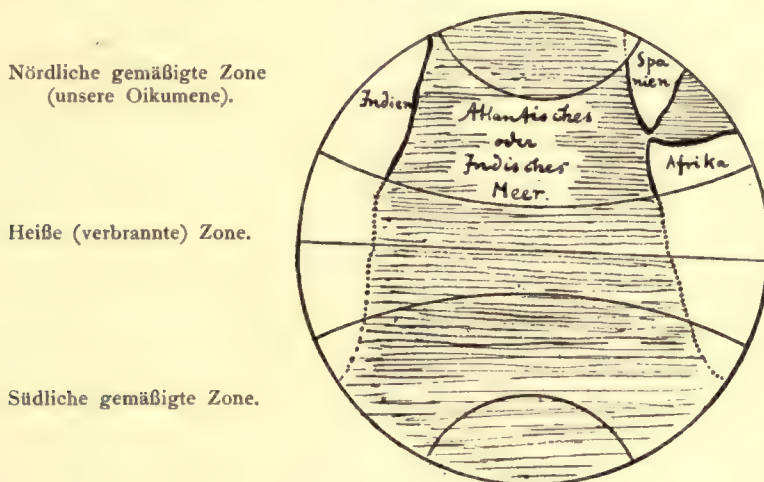 Nördliche gemäßigte Zone
(unsere Oikumene).
Heiße (verbrannte) Zone.
Südliche gemäßigte Zone.
Indien
Atlantisches
oder
Indisches
Meer.
Spa
nien
Afrika